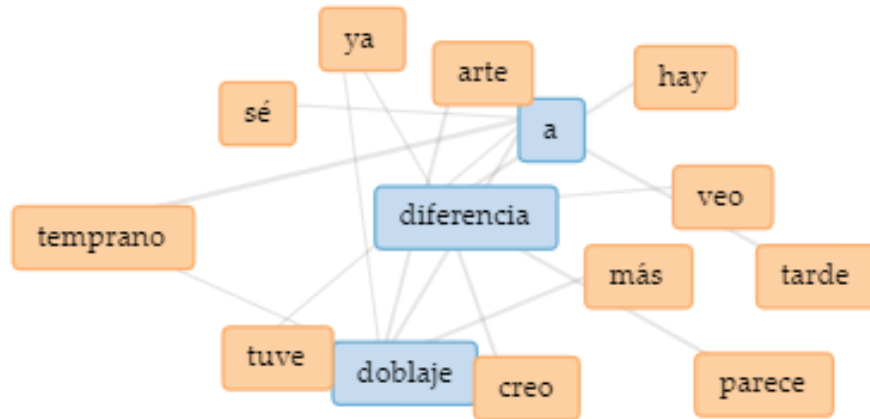 ya
arte
hay
sé
a
veo
diferencia
temprano
más
tarde
tuve
doblaje
creo
parece